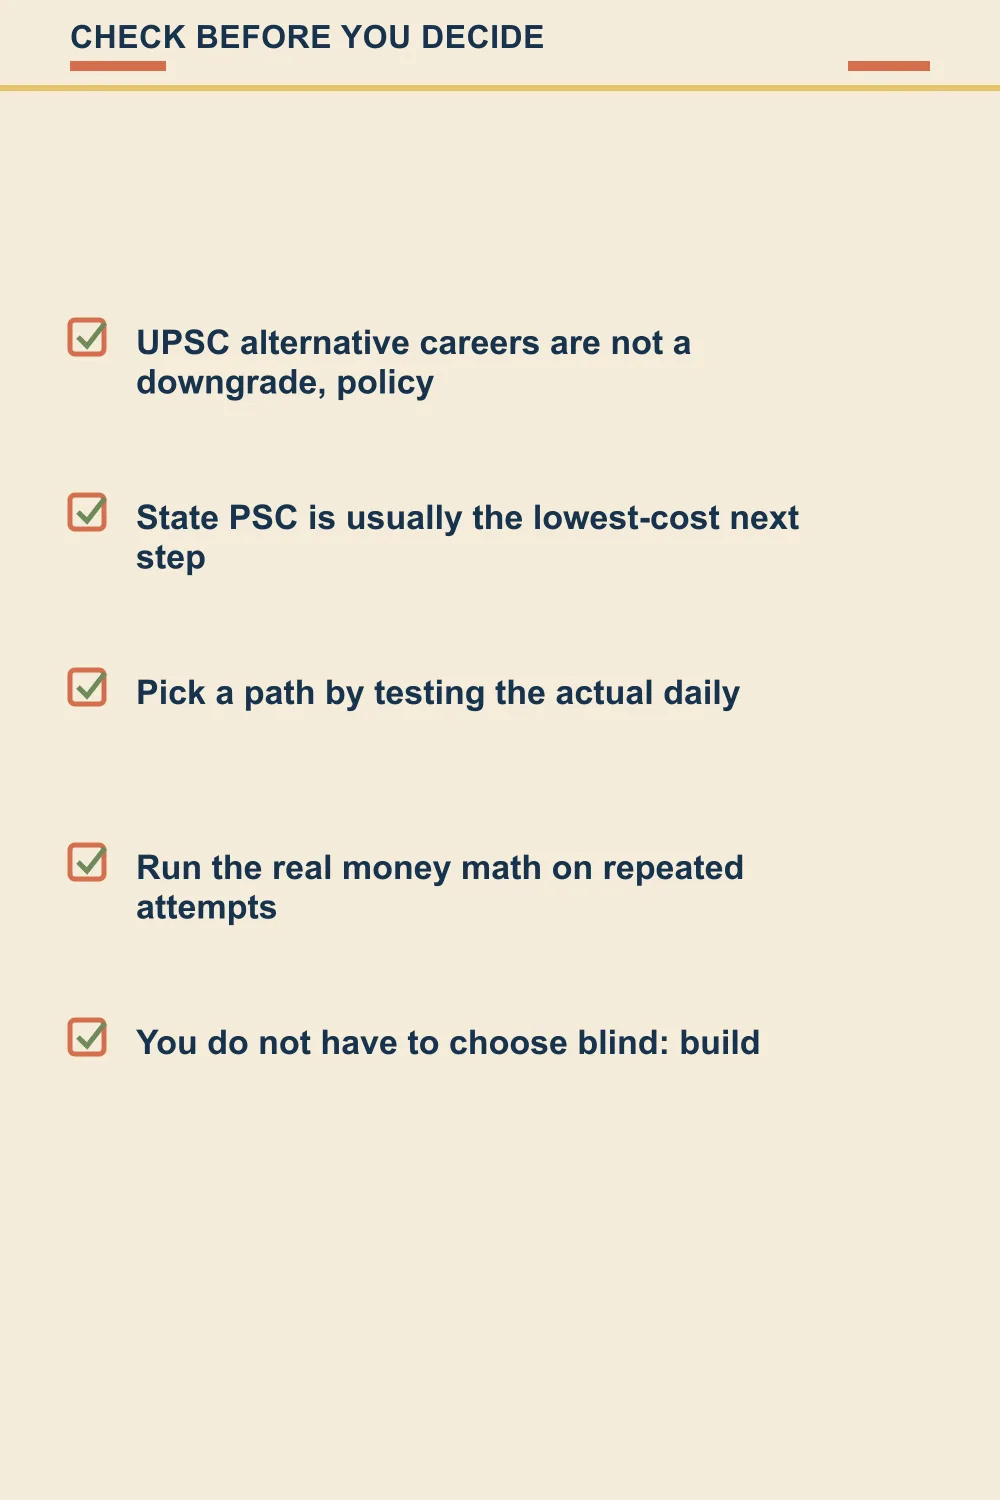 CHECK BEFORE YOU DECIDE
UPSC alternative careers are not a
downgrade, policy
State PSC is usually the lowest-cost next
step
Pick a path by testing the actual daily
Run the real money math on repeated
attempts
You do not have to choose blind: build